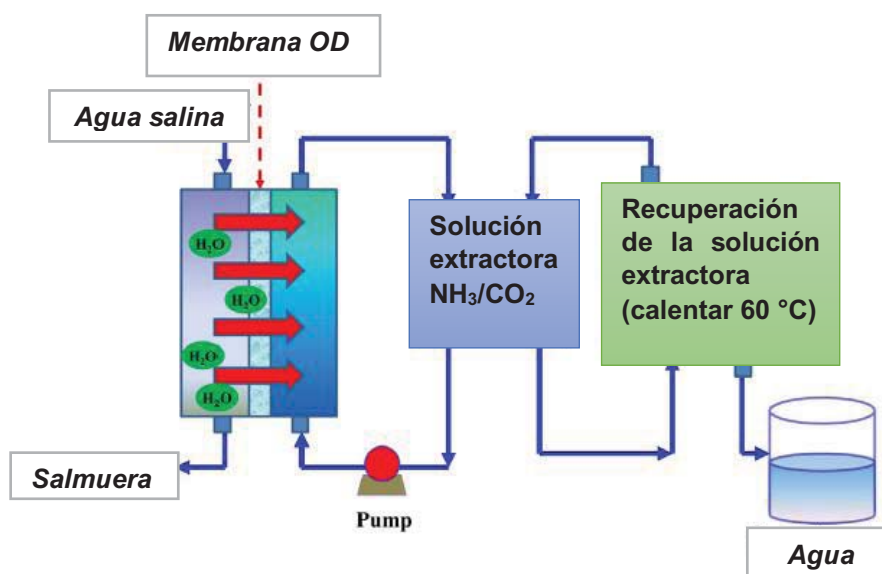 Membrana OD
Agua salina
H₂O
H₂O
H₂O
H₂O
Solución
extractora
NH₃/CO₂
Recuperación
de la solución
extractora
(calentar 60 °C)
Salmuera
Pump
Agua